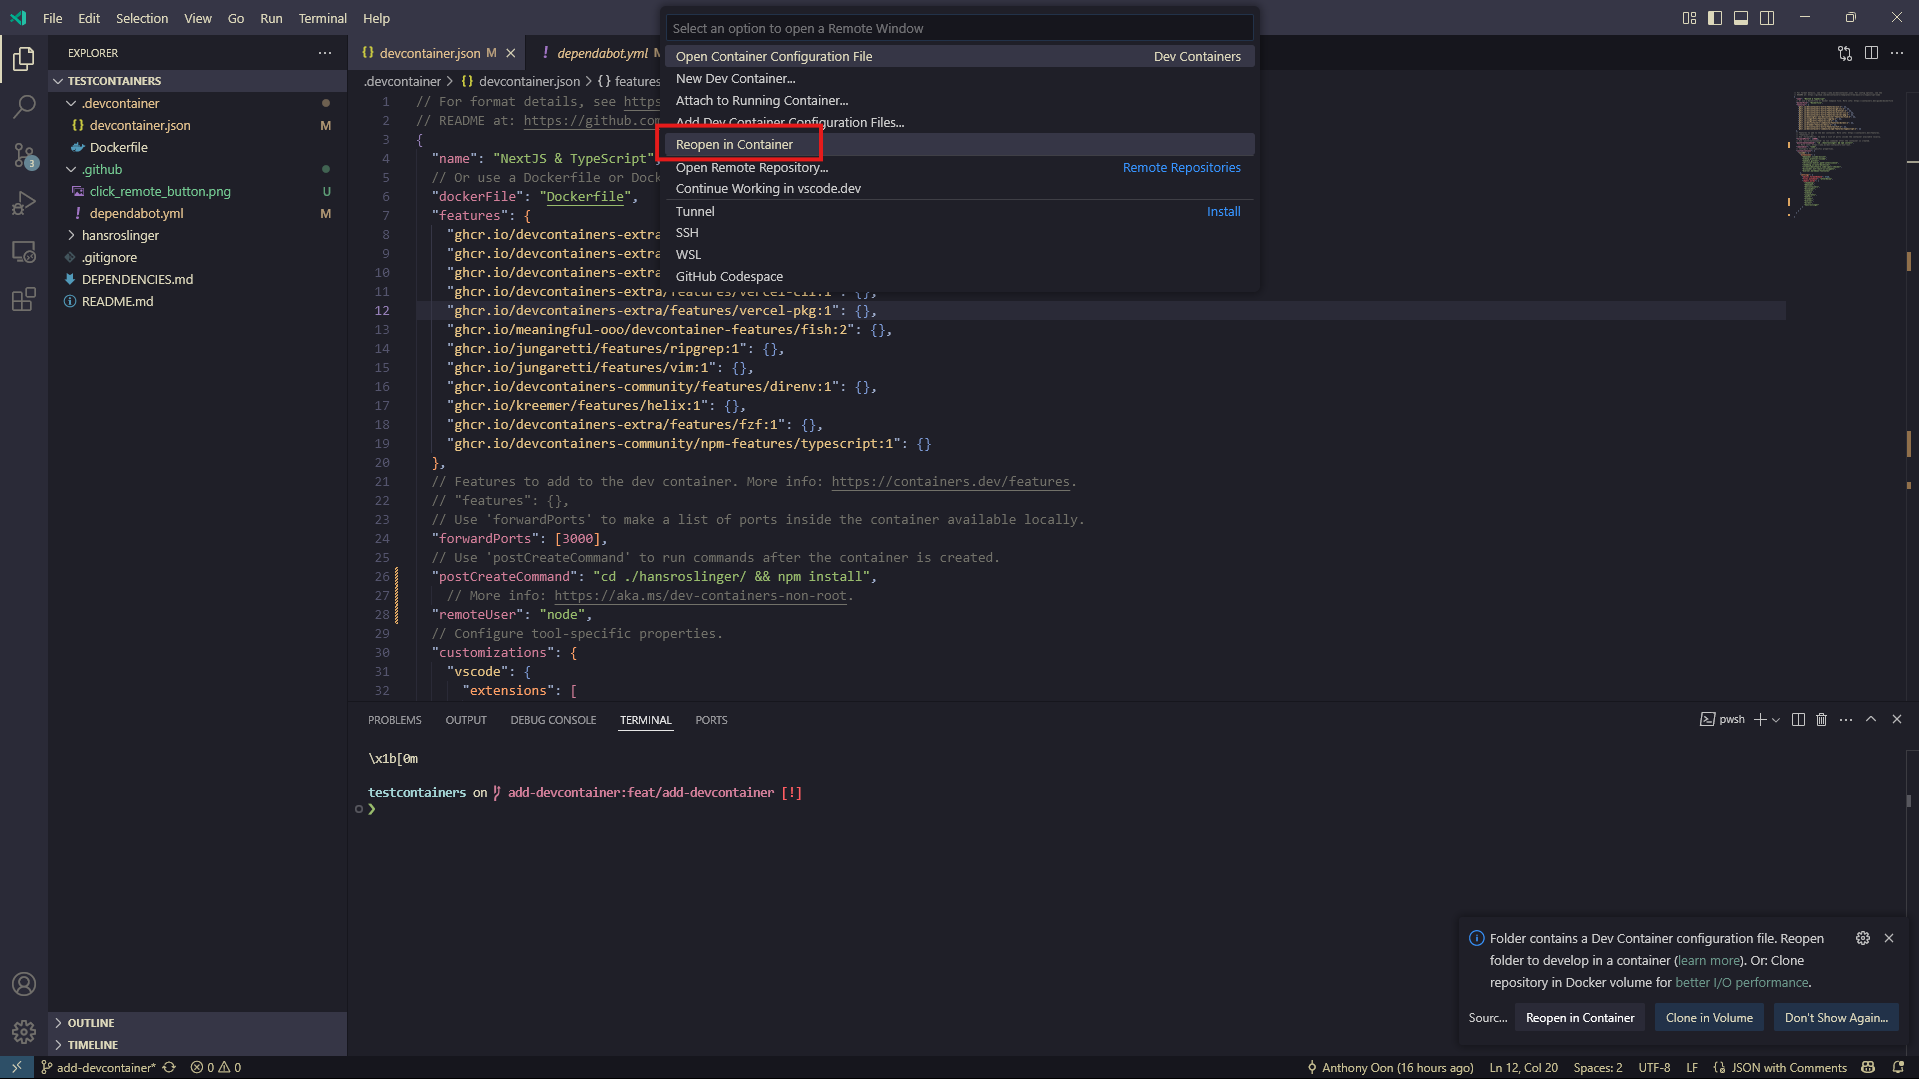 File Edit Selection View Go Run Terminal Help
Select an option to open a Remote Window
Open Container Configuration File Dev Containers
New Dev Container...
Attach to Running Container...
Add Dev Container Configuration Files...
Reopen in Container
Open Remote Repository... Remote Repositories
Continue Working in vscode.dev
Tunnel Install
SSH
WSL
GitHub Codespace
EXPLORER
TESTCONTAINERS
.devcontainer
devcontainer.json M
Dockerfile
.github
click_remote_button.png U
dependabot.yml M
hansroslinger
.gitignore
DEPENDENCIES.md
README.md
3
OUTLINE
TIMELINE
devcontainer.json M
dependabot.yml
.devcontainer > devcontainer.json > {} features
1 // For format details, see https
2 // README at: https://github.com
3 {
4 "name": "NextJS & TypeScript",
5 // Or use a Dockerfile or Dock
6 "dockerFile": "Dockerfile",
7 "features": {
8 "ghcr.io/devcontainers-extra
9 "ghcr.io/devcontainers-extra
10 "ghcr.io/devcontainers-extra
11 "ghcr.io/devcontainers-extra/features/vercel-cli:1": {},
12 "ghcr.io/devcontainers-extra/features/vercel-pkg:1": {},
13 "ghcr.io/meaningful-ooo/devcontainer-features/fish:2": {},
14 "ghcr.io/jungaretti/features/ripgrep:1": {},
15 "ghcr.io/jungaretti/features/vim:1": {},
16 "ghcr.io/devcontainers-community/features/direnv:1": {},
17 "ghcr.io/kreemer/features/helix:1": {},
18 "ghcr.io/devcontainers-extra/features/fzf:1": {},
19 "ghcr.io/devcontainers-community/npm-features/typescript:1": {}
20 },
21 // Features to add to the dev container. More info: https://containers.dev/features.
22 // "features": {},
23 // Use 'forwardPorts' to make a list of ports inside the container available locally.
24 "forwardPorts": [3000],
25 // Use 'postCreateCommand' to run commands after the container is created.
26 "postCreateCommand": "cd ./hansroslinger/ && npm install",
27 // More info: https://aka.ms/dev-containers-non-root.
28 "remoteUser": "node",
29 // Configure tool-specific properties.
30 "customizations": {
31 "vscode": {
32 "extensions": [
PROBLEMS OUTPUT DEBUG CONSOLE TERMINAL PORTS
pwsh
\x1b[0m
testcontainers on add-devcontainer:feat/add-devcontainer [!]
❯
Folder contains a Dev Container configuration file. Reopen
folder to develop in a container (learn more). Or: Clone
repository in Docker volume for better I/O performance.
Sourc... Reopen in Container Clone in Volume Don't Show Again...
add-devcontainer* 0 0 Anthony Oon (16 hours ago) Ln 12, Col 20 Spaces: 2 UTF-8 LF JSON with Comments